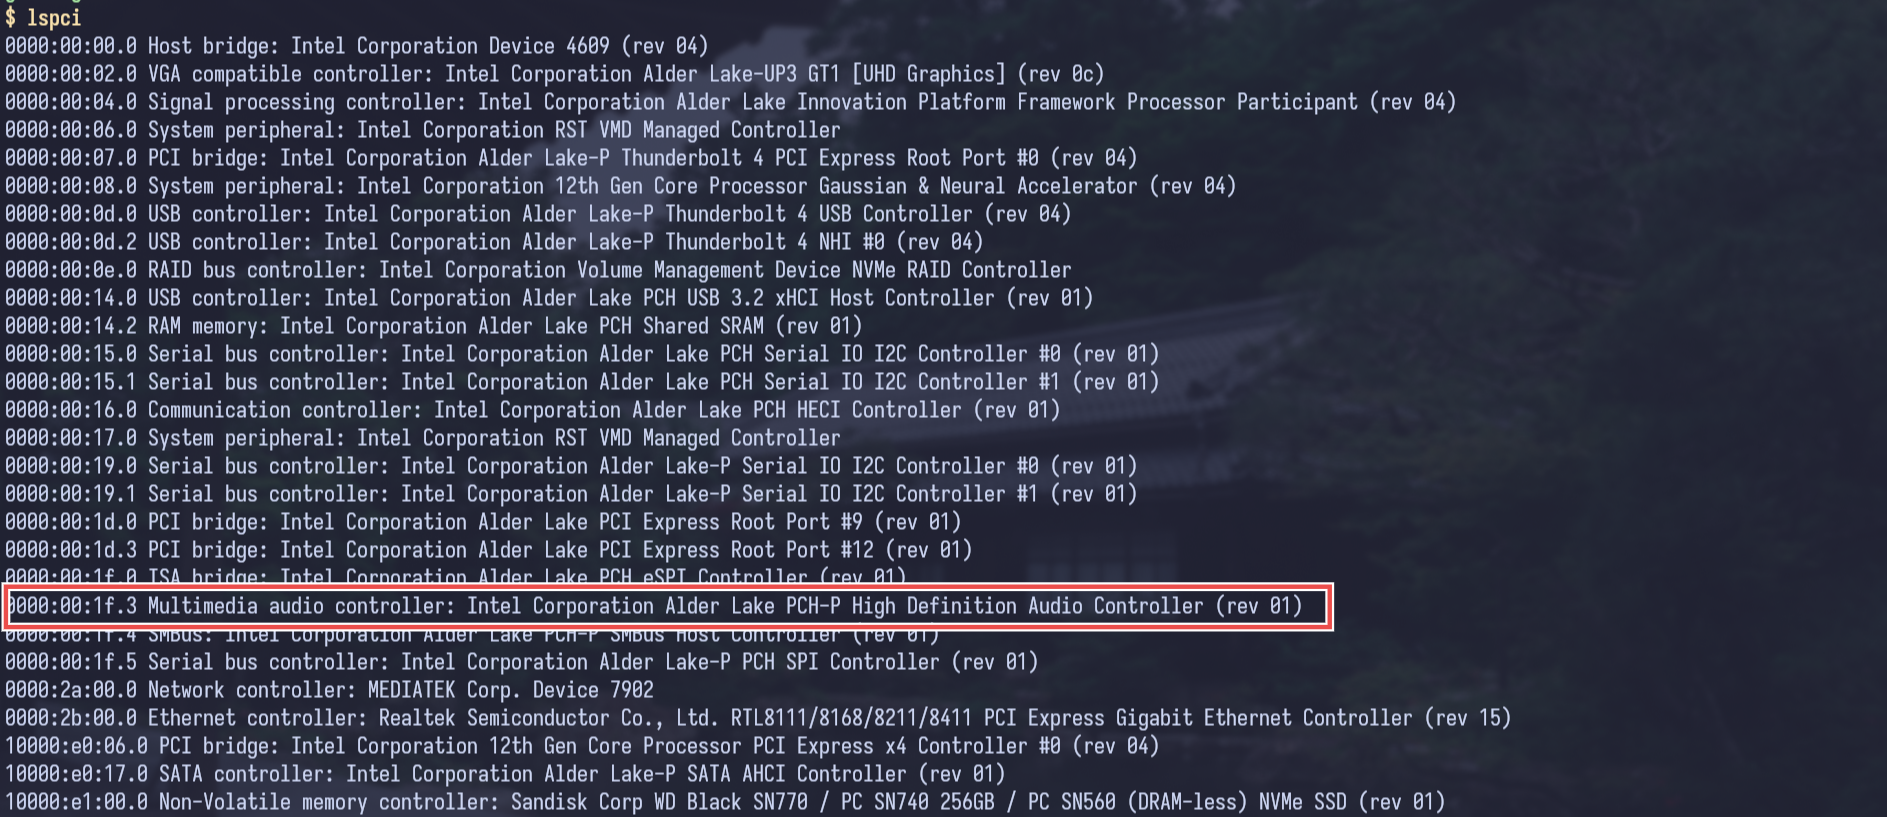 $ lspci
0000:00:00.0 Host bridge: Intel Corporation Device 4609 (rev 04)
0000:00:02.0 VGA compatible controller: Intel Corporation Alder Lake-UP3 GT1 [UHD Graphics] (rev 0c)
0000:00:04.0 Signal processing controller: Intel Corporation Alder Lake Innovation Platform Framework Processor Participant (rev 04)
0000:00:06.0 System peripheral: Intel Corporation RST VMD Managed Controller
0000:00:07.0 PCI bridge: Intel Corporation Alder Lake-P Thunderbolt 4 PCI Express Root Port #0 (rev 04)
0000:00:08.0 System peripheral: Intel Corporation 12th Gen Core Processor Gaussian & Neural Accelerator (rev 04)
0000:00:0d.0 USB controller: Intel Corporation Alder Lake-P Thunderbolt 4 USB Controller (rev 04)
0000:00:0d.2 USB controller: Intel Corporation Alder Lake-P Thunderbolt 4 NHI #0 (rev 04)
0000:00:0e.0 RAID bus controller: Intel Corporation Volume Management Device NVMe RAID Controller
0000:00:14.0 USB controller: Intel Corporation Alder Lake PCH USB 3.2 xHCI Host Controller (rev 01)
0000:00:14.2 RAM memory: Intel Corporation Alder Lake PCH Shared SRAM (rev 01)
0000:00:15.0 Serial bus controller: Intel Corporation Alder Lake PCH Serial IO I2C Controller #0 (rev 01)
0000:00:15.1 Serial bus controller: Intel Corporation Alder Lake PCH Serial IO I2C Controller #1 (rev 01)
0000:00:16.0 Communication controller: Intel Corporation Alder Lake PCH HECI Controller (rev 01)
0000:00:17.0 System peripheral: Intel Corporation RST VMD Managed Controller
0000:00:19.0 Serial bus controller: Intel Corporation Alder Lake-P Serial IO I2C Controller #0 (rev 01)
0000:00:19.1 Serial bus controller: Intel Corporation Alder Lake-P Serial IO I2C Controller #1 (rev 01)
0000:00:1d.0 PCI bridge: Intel Corporation Alder Lake PCI Express Root Port #9 (rev 01)
0000:00:1d.3 PCI bridge: Intel Corporation Alder Lake PCI Express Root Port #12 (rev 01)
0000:00:1f.0 ISA bridge: Intel Corporation Alder Lake PCH eSPI Controller (rev 01)
0000:00:1f.3 Multimedia audio controller: Intel Corporation Alder Lake PCH-P High Definition Audio Controller (rev 01)
0000:00:1f.4 SMBus: Intel Corporation Alder Lake PCH-P SMBus Host Controller (rev 01)
0000:00:1f.5 Serial bus controller: Intel Corporation Alder Lake-P PCH SPI Controller (rev 01)
0000:2a:00.0 Network controller: MEDIATEK Corp. Device 7902
0000:2b:00.0 Ethernet controller: Realtek Semiconductor Co., Ltd. RTL8111/8168/8211/8411 PCI Express Gigabit Ethernet Controller (rev 15)
10000:e0:06.0 PCI bridge: Intel Corporation 12th Gen Core Processor PCI Express x4 Controller #0 (rev 04)
10000:e0:17.0 SATA controller: Intel Corporation Alder Lake-P SATA AHCI Controller (rev 01)
10000:e1:00.0 Non-Volatile memory controller: Sandisk Corp WD Black SN770 / PC SN740 256GB / PC SN560 (DRAM-less) NVMe SSD (rev 01)